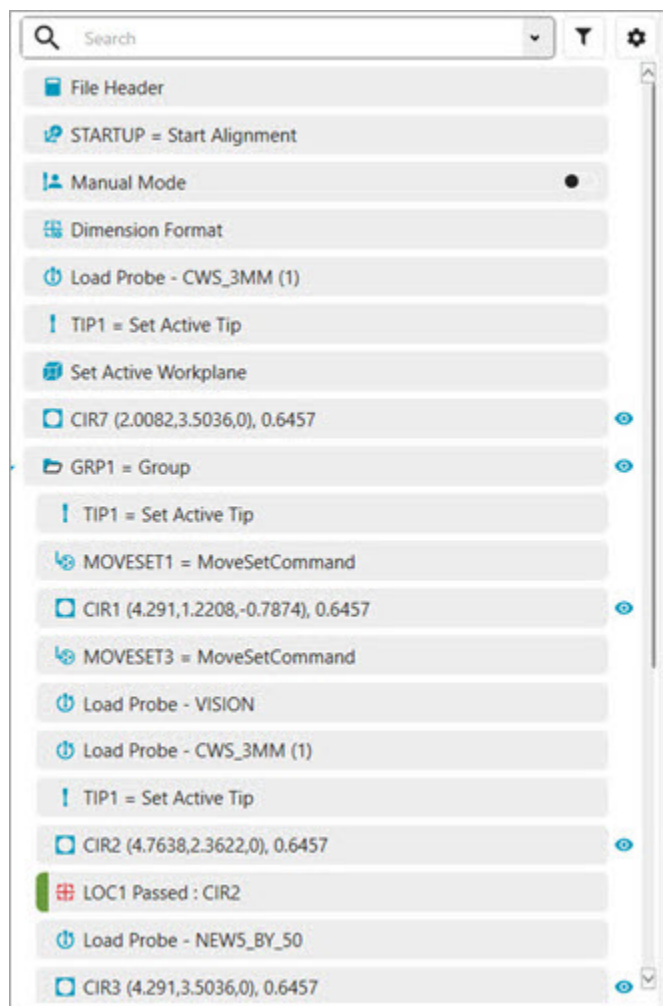 Search
File Header
STARTUP = Start Alignment
Manual Mode
Dimension Format
Load Probe - CWS_3MM (1)
TIP1 = Set Active Tip
Set Active Workplane
CIR7 (2.0082,3.5036,0), 0.6457
GRP1 = Group
TIP1 = Set Active Tip
MOVESET1 = MoveSetCommand
CIR1 (4.291,1.2208,-0.7874), 0.6457
MOVESET3 = MoveSetCommand
Load Probe - VISION
Load Probe - CWS_3MM (1)
TIP1 = Set Active Tip
CIR2 (4.7638,2.3622,0), 0.6457
LOC1 Passed : CIR2
Load Probe - NEW5_BY_50
CIR3 (4.291,3.5036,0), 0.6457